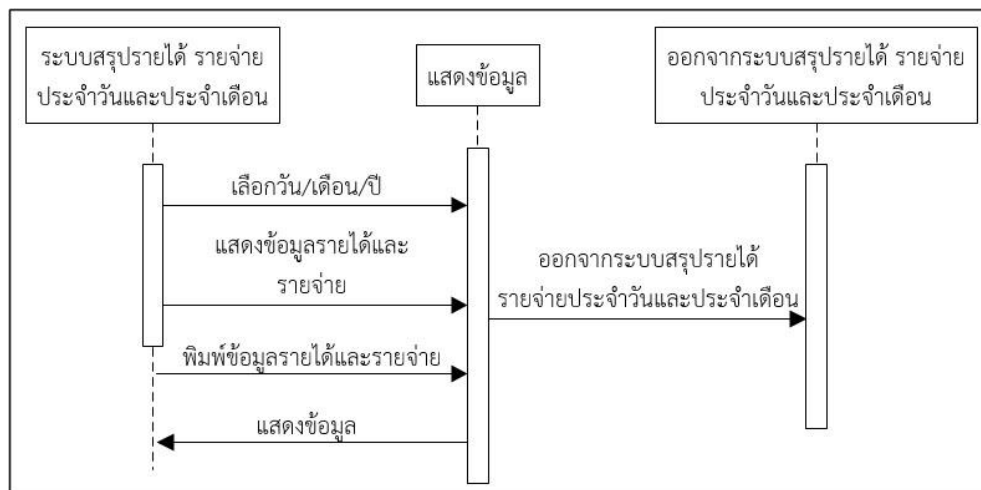 ระบบสรุปรายได้ รายจ่าย
ประจำวันและประจำเดือน
แสดงข้อมูล
ออกจากระบบสรุปรายได้ รายจ่าย
ประจำวันและประจำเดือน
เลือกวัน/เดือน/ปี
แสดงข้อมูลรายได้และ
รายจ่าย
ออกจากระบบสรุปรายได้
รายจ่ายประจำวันและประจำเดือน
พิมพ์ข้อมูลรายได้และรายจ่าย
แสดงข้อมูล